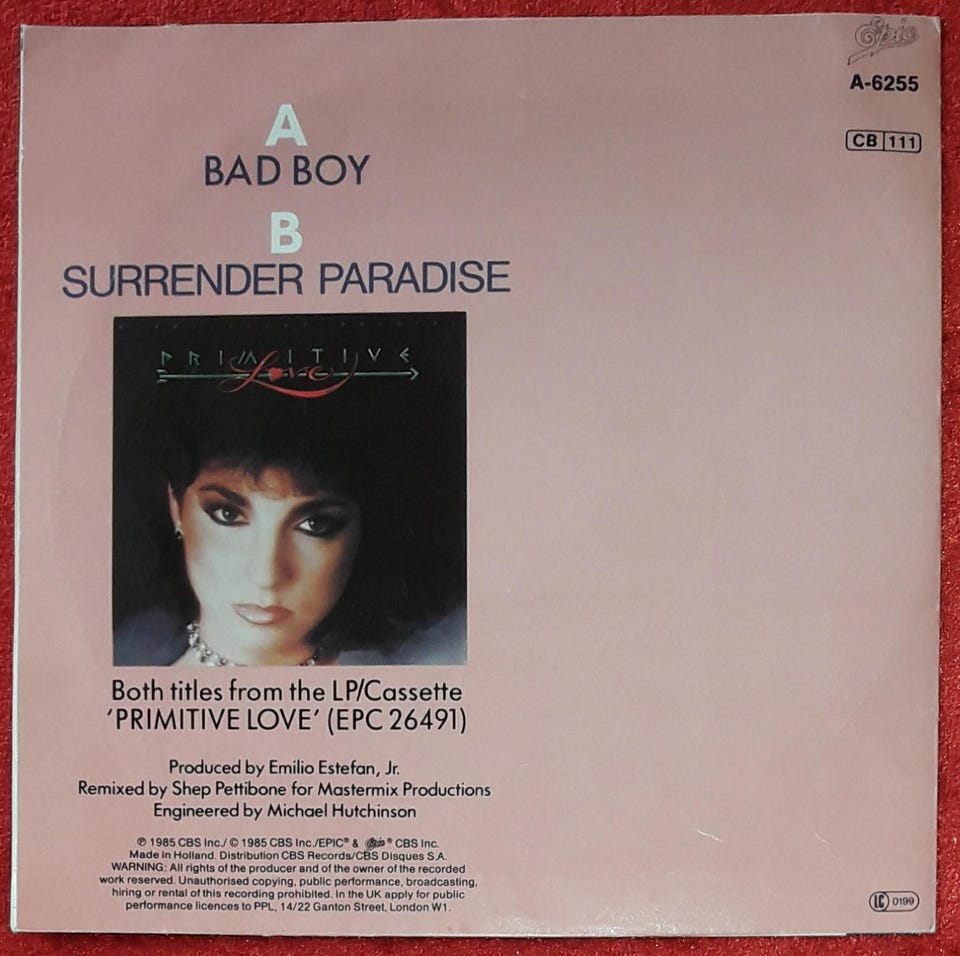 Epic
A-6255
CB 111
A
BAD BOY
B
SURRENDER PARADISE
PRIMITIVE
Love
Both titles from the LP/Cassette
'PRIMITIVE LOVE' (EPC 26491)
Produced by Emilio Estefan, Jr.
Remixed by Shep Pettibone for Mastermix Productions
Engineered by Michael Hutchinson
℗ 1985 CBS Inc./ © 1985 CBS Inc./EPIC® & Epic® CBS Inc.
Made in Holland. Distribution CBS Records/CBS Disques S.A.
WARNING: All rights of the producer and of the owner of the recorded
work reserved. Unauthorised copying, public performance, broadcasting,
hiring or rental of this recording prohibited. In the UK apply for public
performance licences to PPL, 14/22 Ganton Street, London W1.
LC 0199